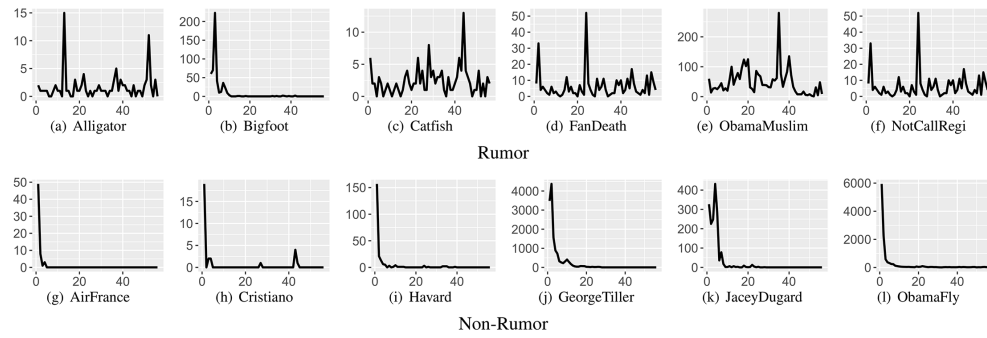 15
10
5
0
0 20 40
(a) Alligator
200
150
100
50
0
0 20 40
(b) Bigfoot
10
5
0
0 20 40
(c) Catfish
50
40
30
20
10
0
0 20 40
(d) FanDeath
200
100
0
0 20 40
(e) ObamaMuslim
50
40
30
20
10
0
0 20 40
(f) NotCallRegi
Rumor
50
40
30
20
10
0
0 20 40
(g) AirFrance
15
10
5
0
0 20 40
(h) Cristiano
150
100
50
0
0 20 40
(i) Havard
4000
3000
2000
1000
0
0 20 40
(j) GeorgeTiller
400
300
200
100
0
0 20 40
(k) JaceyDugard
6000
4000
2000
0
0 20 40
(l) ObamaFly
Non-Rumor